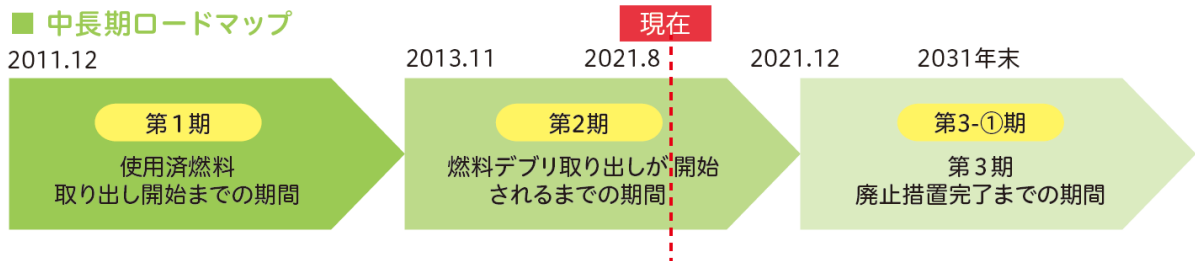 ■ 中長期ロードマップ
現在
2011.12
2013.11
2021.8
2021.12
2031年末
第1期
使用済燃料
取り出し開始までの期間
第2期
燃料デブリ取り出しが開始
されるまでの期間
第3-①期
第3期
廃止措置完了までの期間